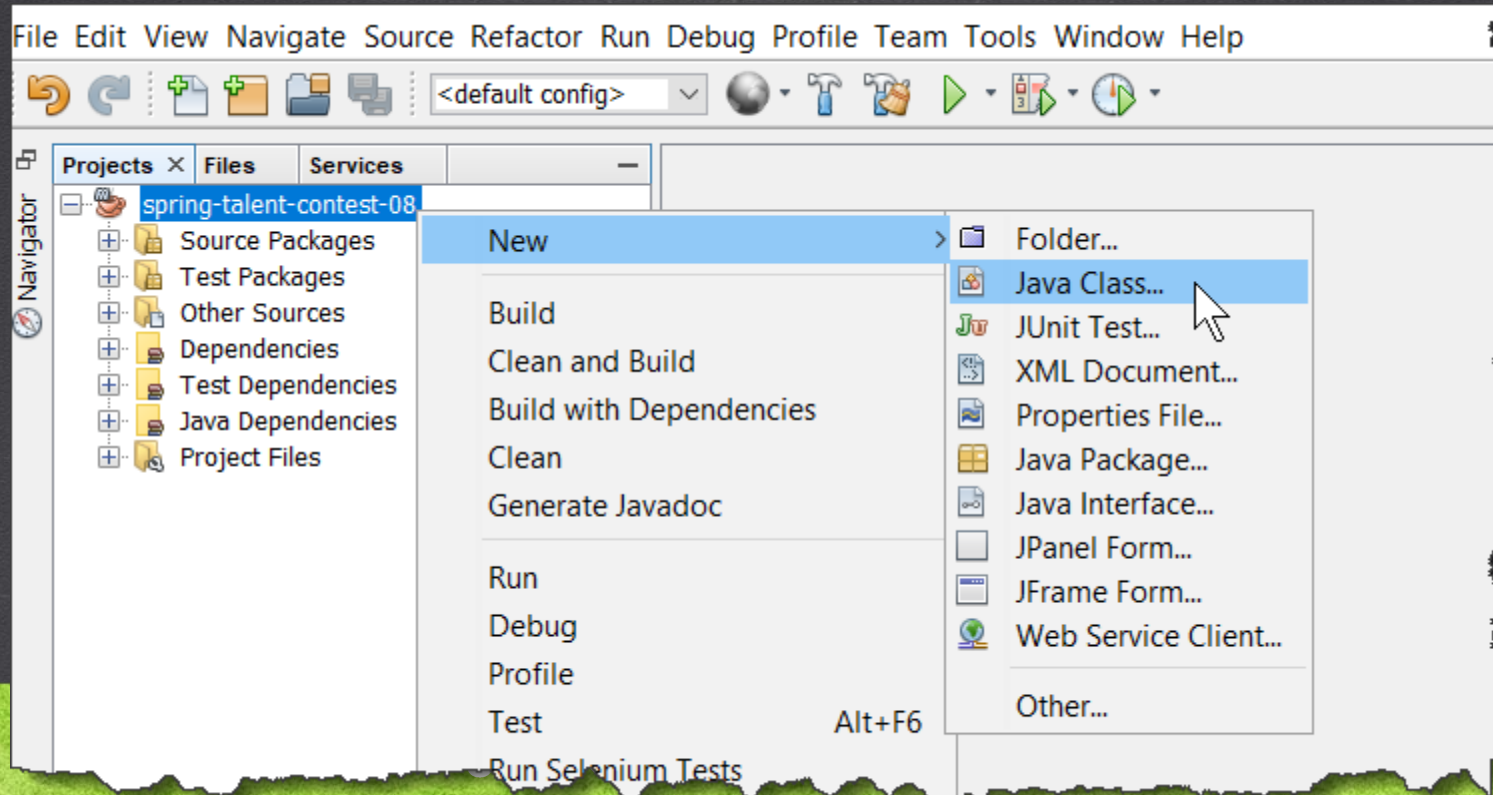 File Edit View Navigate Source Refactor Run Debug Profile Team Tools Window Help
<default config>
Projects Files Services
Navigator
spring-talent-contest-08
Source Packages
Test Packages
Other Sources
Dependencies
Test Dependencies
Java Dependencies
Project Files
New
Build
Clean and Build
Build with Dependencies
Clean
Generate Javadoc
Run
Debug
Profile
Test Alt+F6
Run Selenium Tests
Folder...
Java Class...
JUnit Test...
XML Document...
Properties File...
Java Package...
Java Interface...
JPanel Form...
JFrame Form...
Web Service Client...
Other...